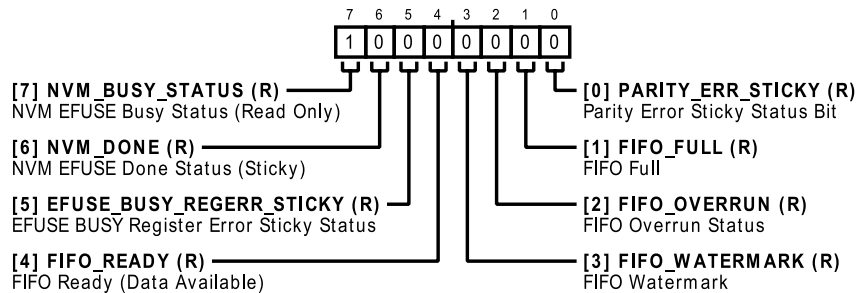 7 6 5 4 3 2 1 0
1 0 0 0 0 0 0 0
[7] NVM_BUSY_STATUS (R)
NVM EFUSE Busy Status (Read Only)
[6] NVM_DONE (R)
NVM EFUSE Done Status (Sticky)
[5] EFUSE_BUSY_REGERR_STICKY (R)
EFUSE BUSY Register Error Sticky Status
[4] FIFO_READY (R)
FIFO Ready (Data Available)
[0] PARITY_ERR_STICKY (R)
Parity Error Sticky Status Bit
[1] FIFO_FULL (R)
FIFO Full
[2] FIFO_OVERRUN (R)
FIFO Overrun Status
[3] FIFO_WATERMARK (R)
FIFO Watermark